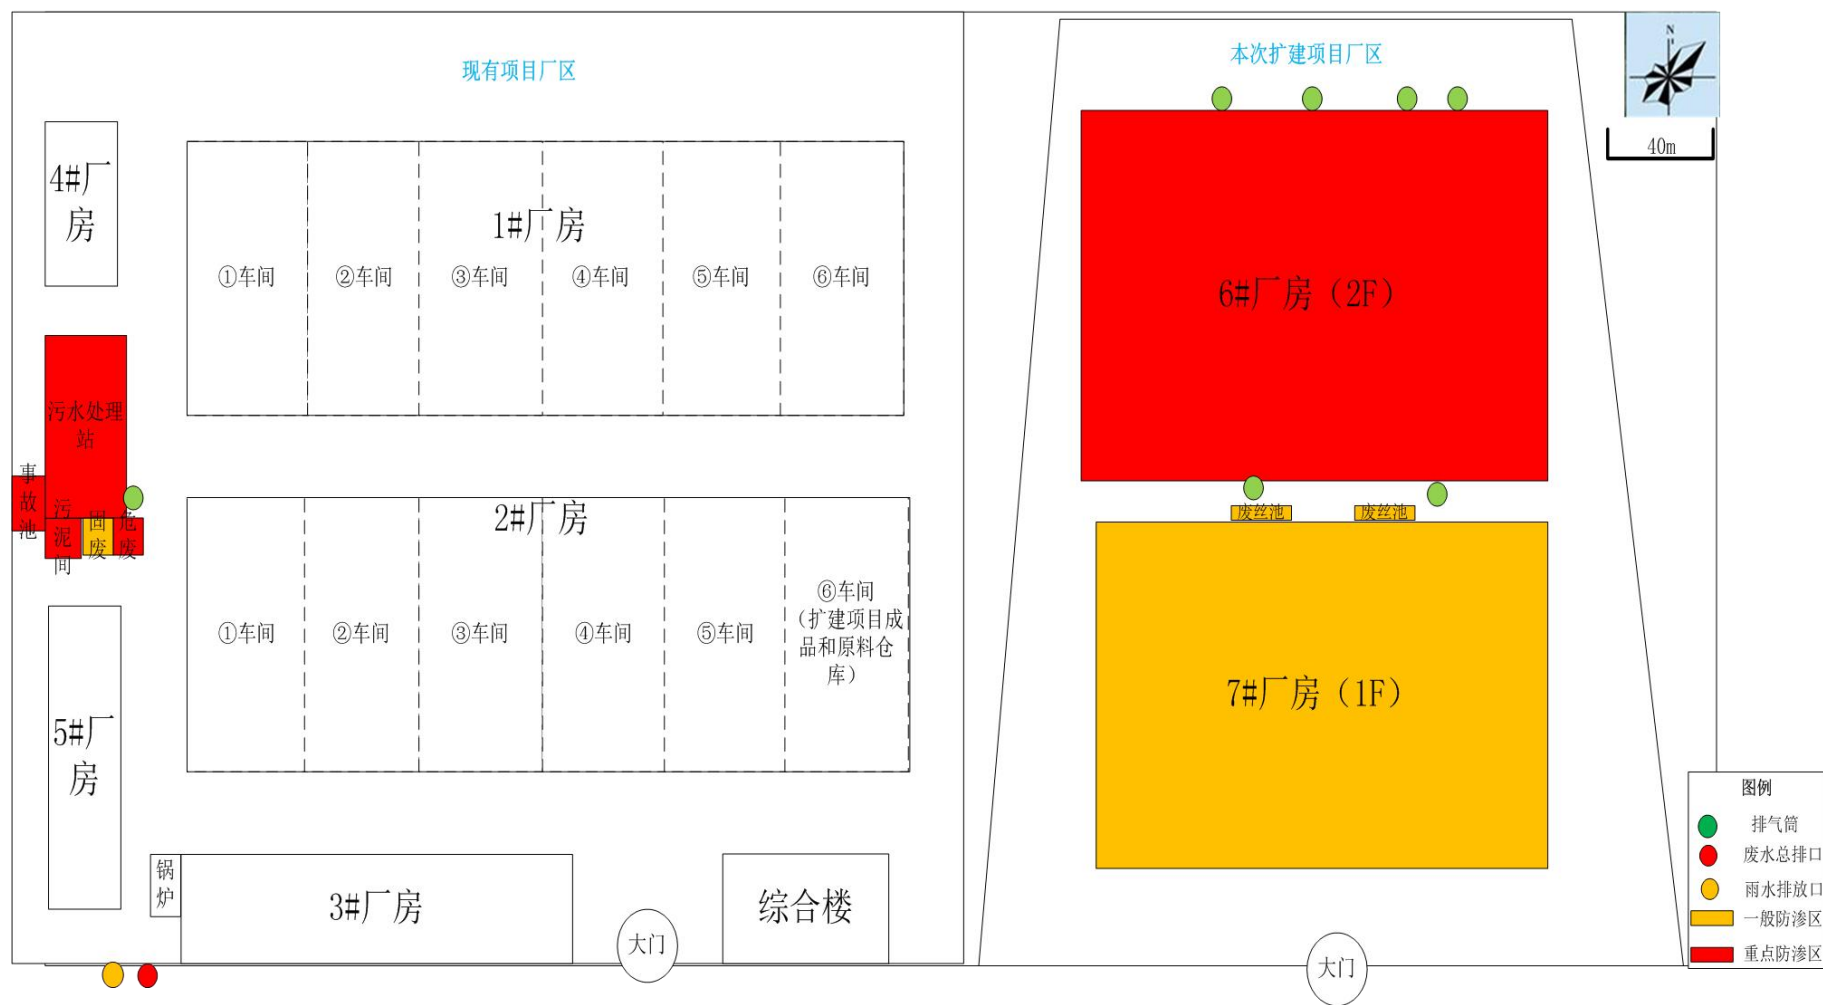 现有项目厂区
本次扩建项目厂区
N
40m
4#厂
房
1#厂房
①车间
②车间
③车间
④车间
⑤车间
⑥车间
6#厂房（2F）
污水处理
站
事
故
池
污
泥
间
固
废
危
废
2#厂房
①车间
②车间
③车间
④车间
⑤车间
⑥车间
（扩建项目成
品和原料仓
库）
废丝池
废丝池
7#厂房（1F）
5#厂
房
锅
炉
3#厂房
大门
综合楼
大门
图例
排气筒
废水总排口
雨水排放口
一般防渗区
重点防渗区